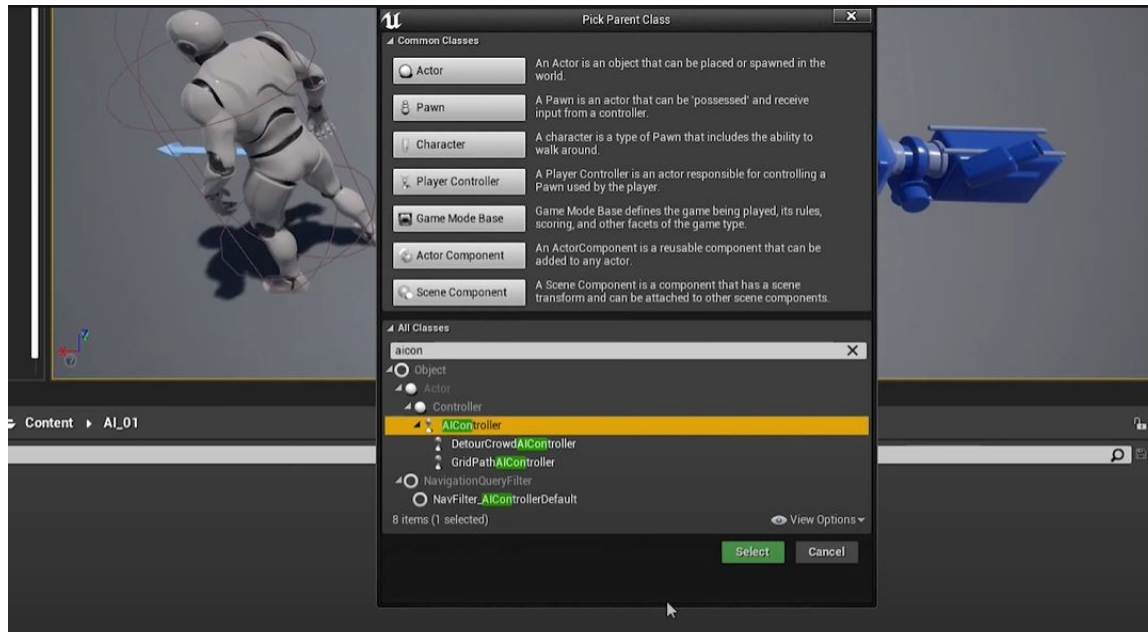 Pick Parent Class
Common Classes
Actor
An Actor is an object that can be placed or spawned in the
world.
Pawn
A Pawn is an actor that can be 'possessed' and receive
input from a controller.
Character
A character is a type of Pawn that includes the ability to
walk around.
Player Controller
A Player Controller is an actor responsible for controlling a
Pawn used by the player.
Game Mode Base
Game Mode Base defines the game being played, its rules,
scoring, and other facets of the game type.
Actor Component
An ActorComponent is a reusable component that can be
added to any actor.
Scene Component
A Scene Component is a component that has a scene
transform and can be attached to other scene components.
All Classes
aicon
Object
Actor
Controller
AIController
DetourCrowdAIController
GridPathAIController
NavigationQueryFilter
NavFilter_AIControllerDefault
8 items (1 selected)
View Options
Select
Cancel
Content
AI_01